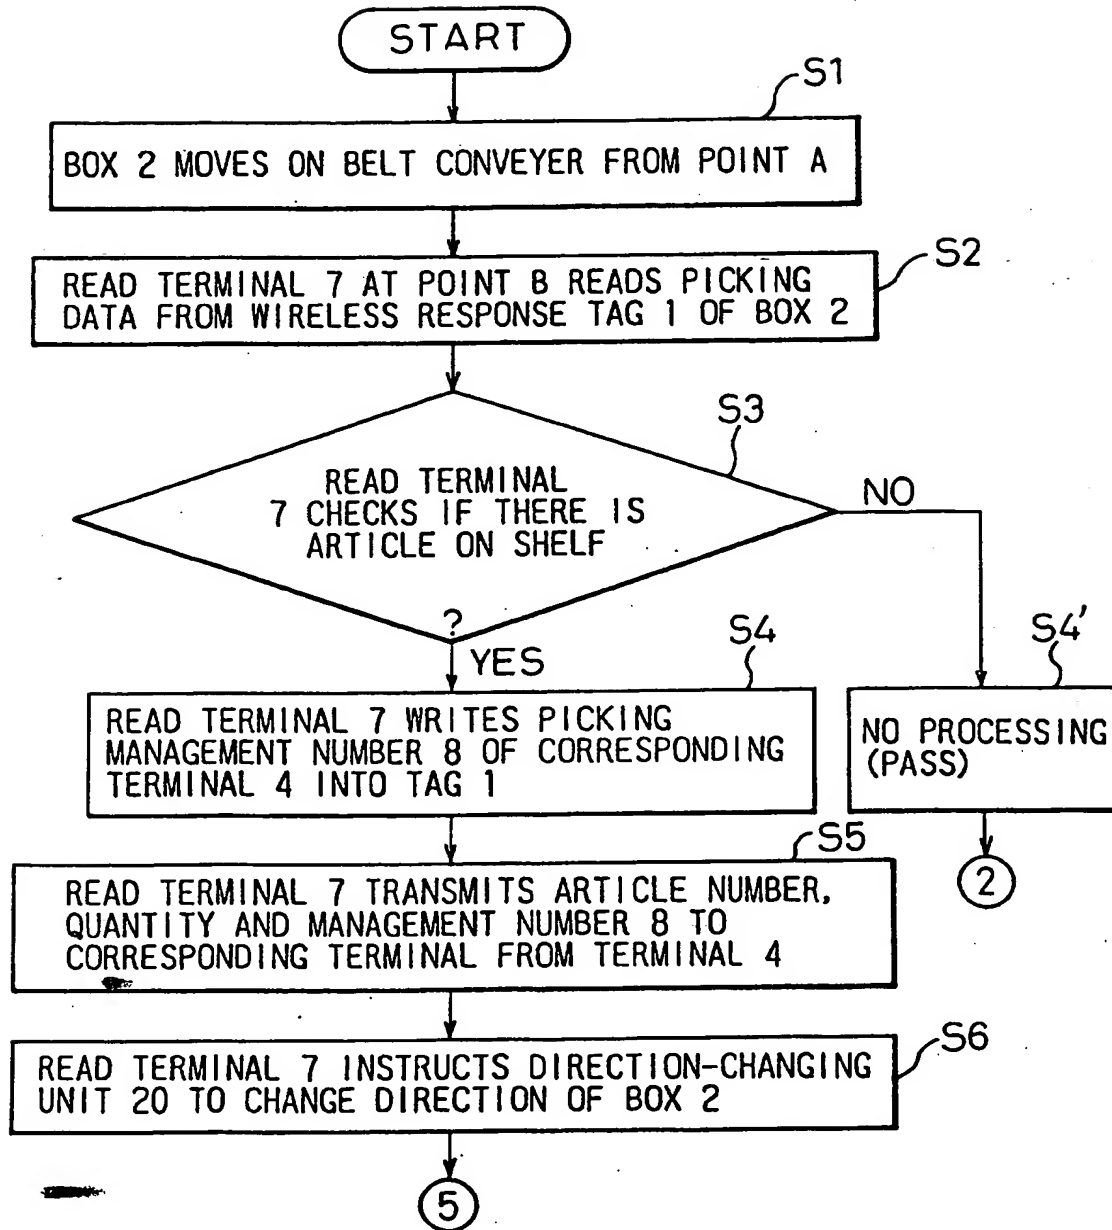 START
S1
BOX 2 MOVES ON BELT CONVEYER FROM POINT A
S2
READ TERMINAL 7 AT POINT B READS PICKING
DATA FROM WIRELESS RESPONSE TAG 1 OF BOX 2
S3
READ TERMINAL
7 CHECKS IF THERE IS
ARTICLE ON SHELF
?
NO
YES
S4
READ TERMINAL 7 WRITES PICKING
MANAGEMENT NUMBER 8 OF CORRESPONDING
TERMINAL 4 INTO TAG 1
S4'
NO PROCESSING
(PASS)
2
S5
READ TERMINAL 7 TRANSMITS ARTICLE NUMBER,
QUANTITY AND MANAGEMENT NUMBER 8 TO
CORRESPONDING TERMINAL FROM TERMINAL 4
S6
READ TERMINAL 7 INSTRUCTS DIRECTION-CHANGING
UNIT 20 TO CHANGE DIRECTION OF BOX 2
5